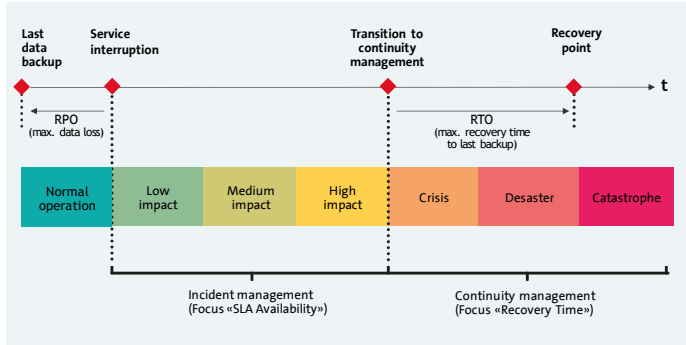 Last
data
backup
Service
interruption
Transition to
continuity
management
Recovery
point
t
RPO
(max. data loss)
RTO
(max. recovery time
to last backup)
Normal
operation
Low
impact
Medium
impact
High
impact
Crisis
Desaster
Catastrophe
Incident management
(Focus «SLA Availability»)
Continuity management
(Focus «Recovery Time»)